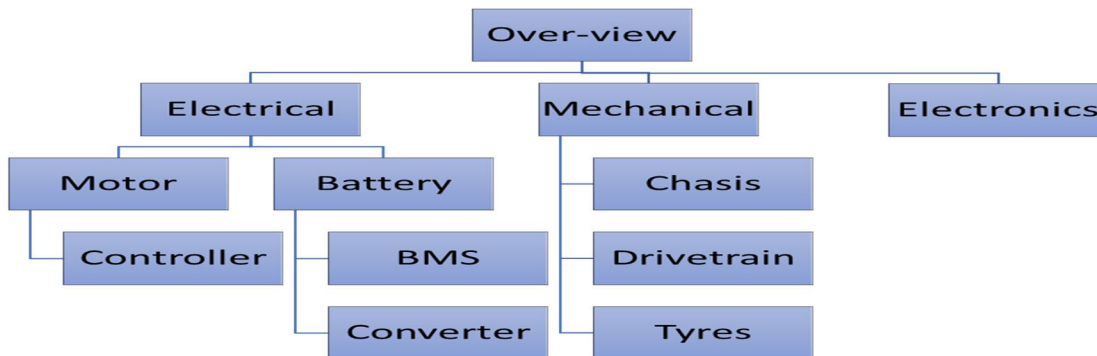 Over-view
Electrical
Mechanical
Electronics
Motor
Battery
Chasis
Controller
BMS
Drivetrain
Converter
Tyres